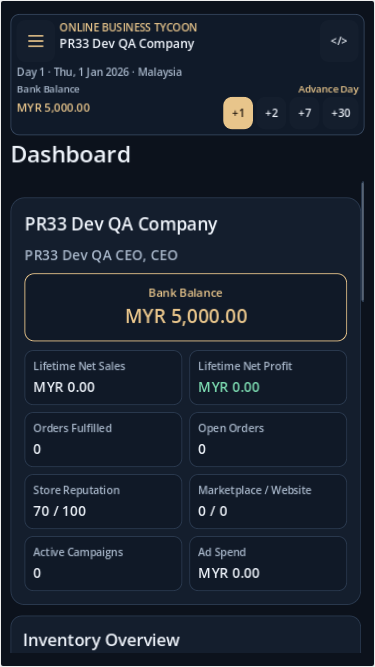 ONLINE BUSINESS TYCOON
PR33 Dev QA Company
</>
Day 1 · Thu, 1 Jan 2026 · Malaysia
Bank Balance
Advance Day
MYR 5,000.00
+1 +2 +7 +30
Dashboard
PR33 Dev QA Company
PR33 Dev QA CEO, CEO
Bank Balance
MYR 5,000.00
Lifetime Net Sales
MYR 0.00
Lifetime Net Profit
MYR 0.00
Orders Fulfilled
0
Open Orders
0
Store Reputation
70 / 100
Marketplace / Website
0 / 0
Active Campaigns
0
Ad Spend
MYR 0.00
Inventory Overview